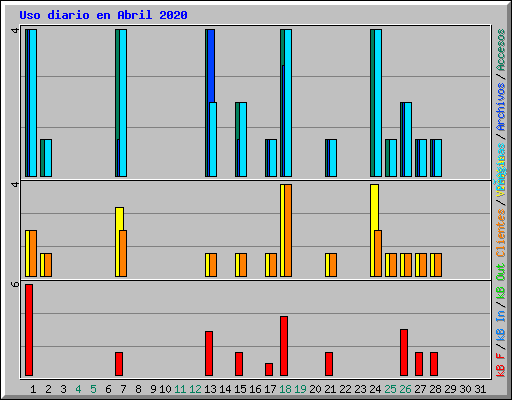 Uso diario en Abril 2020
4
4
6
1 2 3 4 5 6 7 8 9 10 11 12 13 14 15 16 17 18 19 20 21 22 23 24 25 26 27 28 29 30 31
kB F / kB In / kB Out Clientes / / Archivos / Accesos